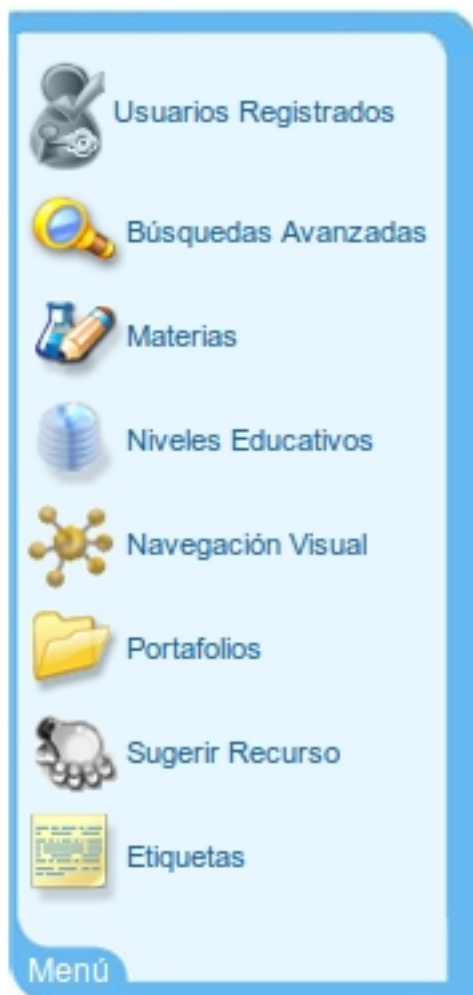 Usuarios Registrados
Búsquedas Avanzadas
Materias
Niveles Educativos
Navegación Visual
Portafolios
Sugerir Recurso
Etiquetas
Menú